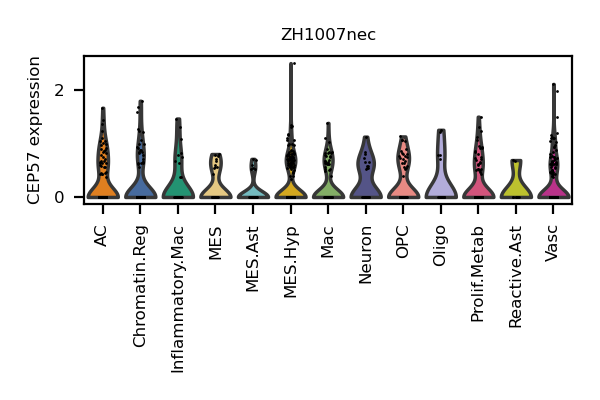 ZH1007nec
CEP57 expression
2
0
AC
Chromatin.Reg
Inflammatory.Mac
MES
MES.Ast
MES.Hyp
Mac
Neuron
OPC
Oligo
Prolif.Metab
Reactive.Ast
Vasc